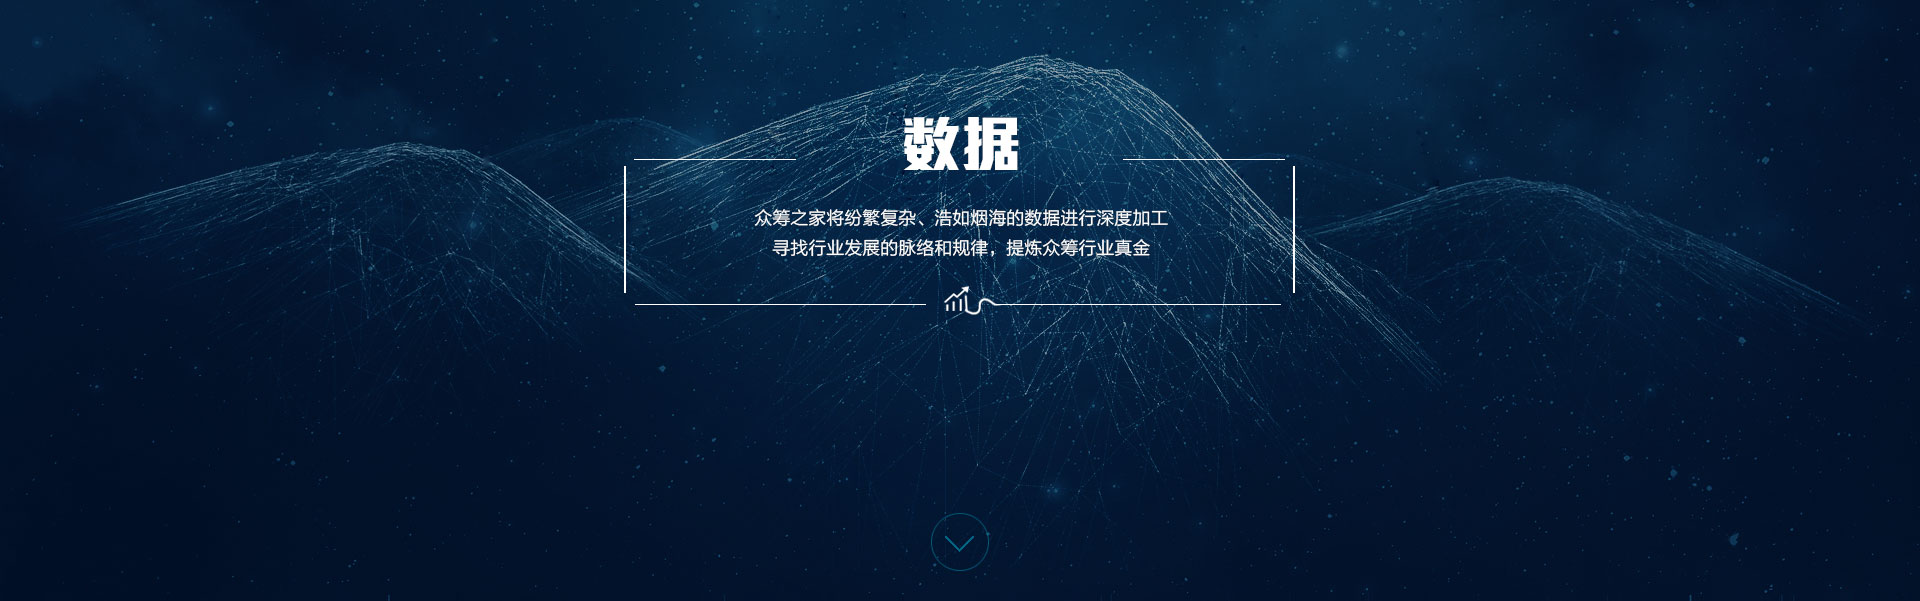 数据
众筹之家将纷繁复杂、浩如烟海的数据进行深度加工
寻找行业发展的脉络和规律，提炼众筹行业真金